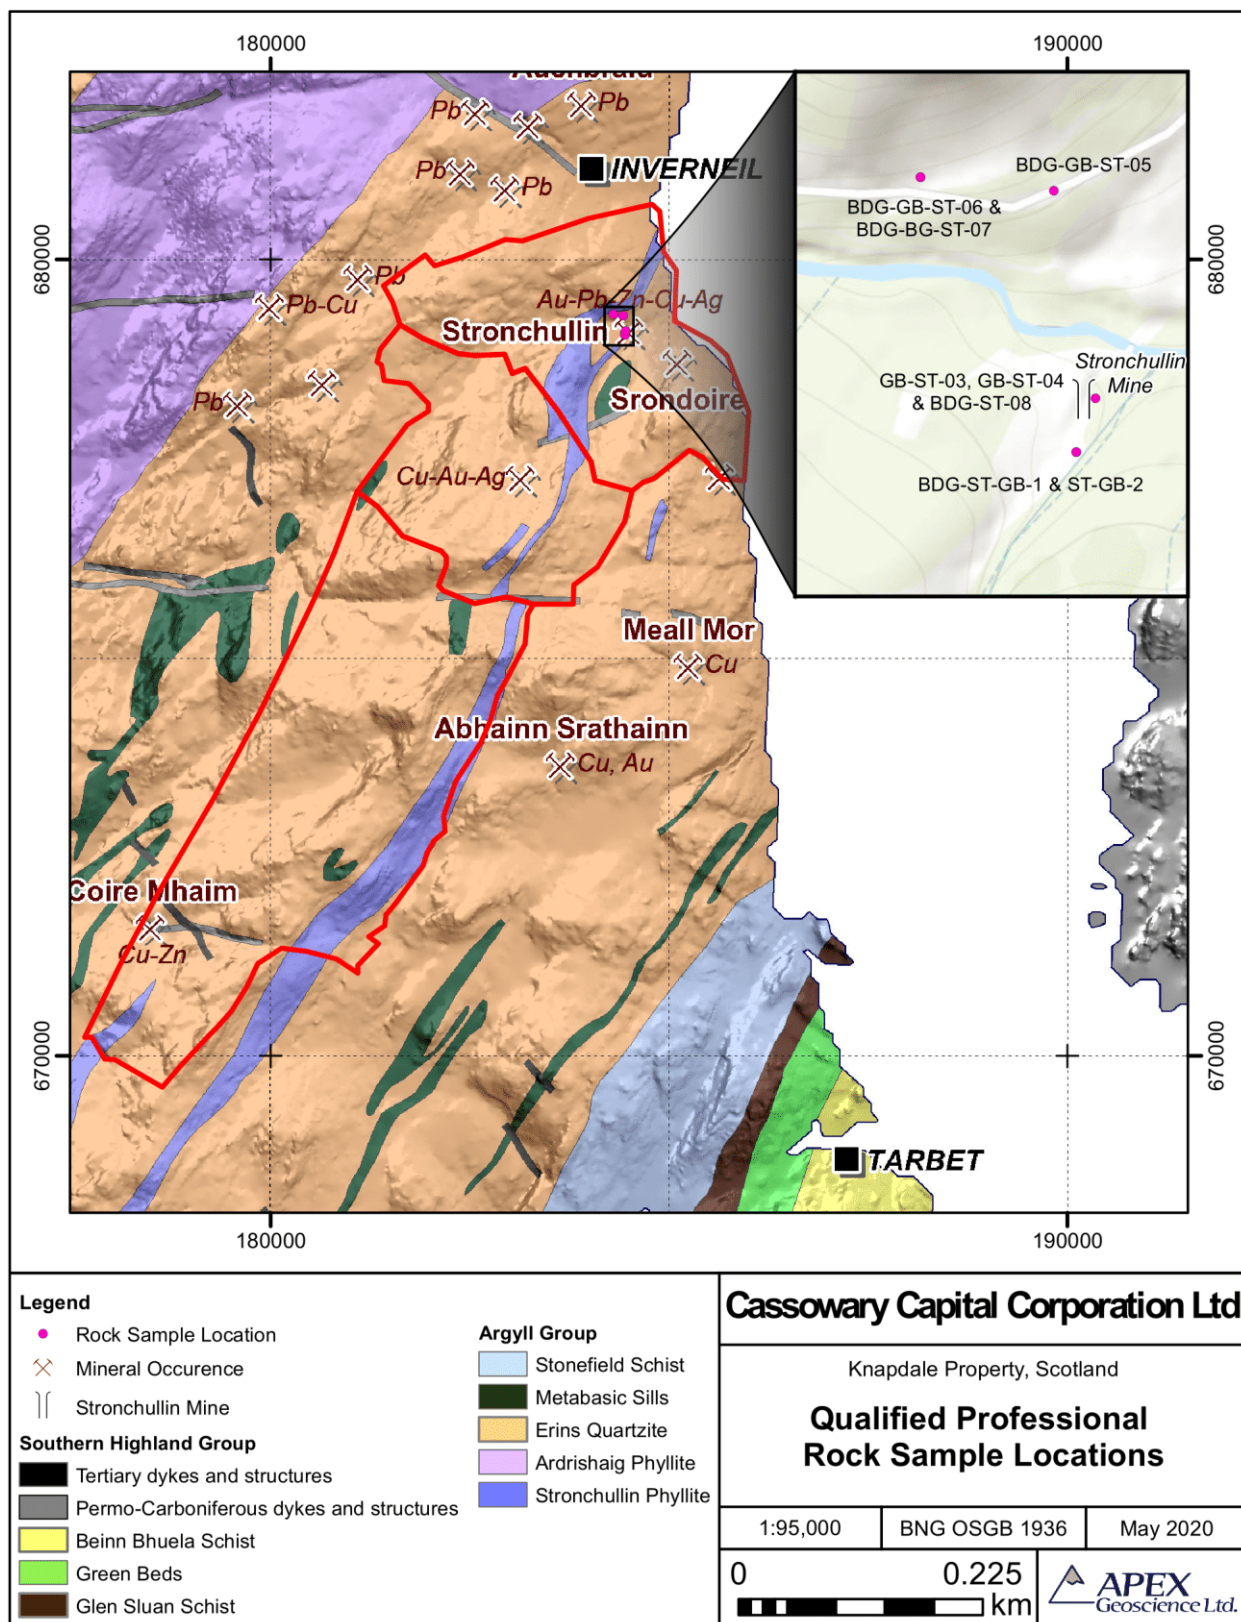 180000
190000
Auchbraid
Pb
Pb
Pb
Pb
INVERNEIL
BDG-GB-ST-05
BDG-GB-ST-06 &
BDG-BG-ST-07
680000
680000
Pb
Pb-Cu
Au-Pb-Zn-Cu-Ag
Stronchullin
Stronchullin
Mine
GB-ST-03, GB-ST-04
& BDG-ST-08
Pb
Srondoire
Cu-Au-Ag
BDG-ST-GB-1 & ST-GB-2
Meall Mor
Cu
Abhainn Srathainn
Cu, Au
Coire Mhaim
Cu-Zn
670000
670000
TARBET
180000
190000
Legend
Rock Sample Location
Mineral Occurence
Stronchullin Mine
Southern Highland Group
Tertiary dykes and structures
Permo-Carboniferous dykes and structures
Beinn Bhuela Schist
Green Beds
Glen Sluan Schist
Argyll Group
Stonefield Schist
Metabasic Sills
Erins Quartzite
Ardrishaig Phyllite
Stronchullin Phyllite
Cassowary Capital Corporation Ltd
Knapdale Property, Scotland
Qualified Professional
Rock Sample Locations
1:95,000
BNG OSGB 1936
May 2020
0
0.225
km
APEX
Geoscience Ltd.